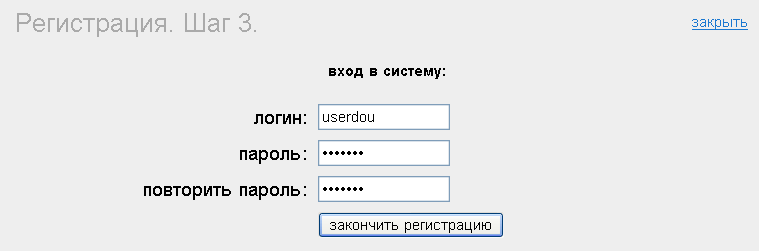 Регистрация. Шаг 3.
закрыть
вход в систему:
логин: userdou
пароль: •••••••
повторить пароль: •••••••
закончить регистрацию